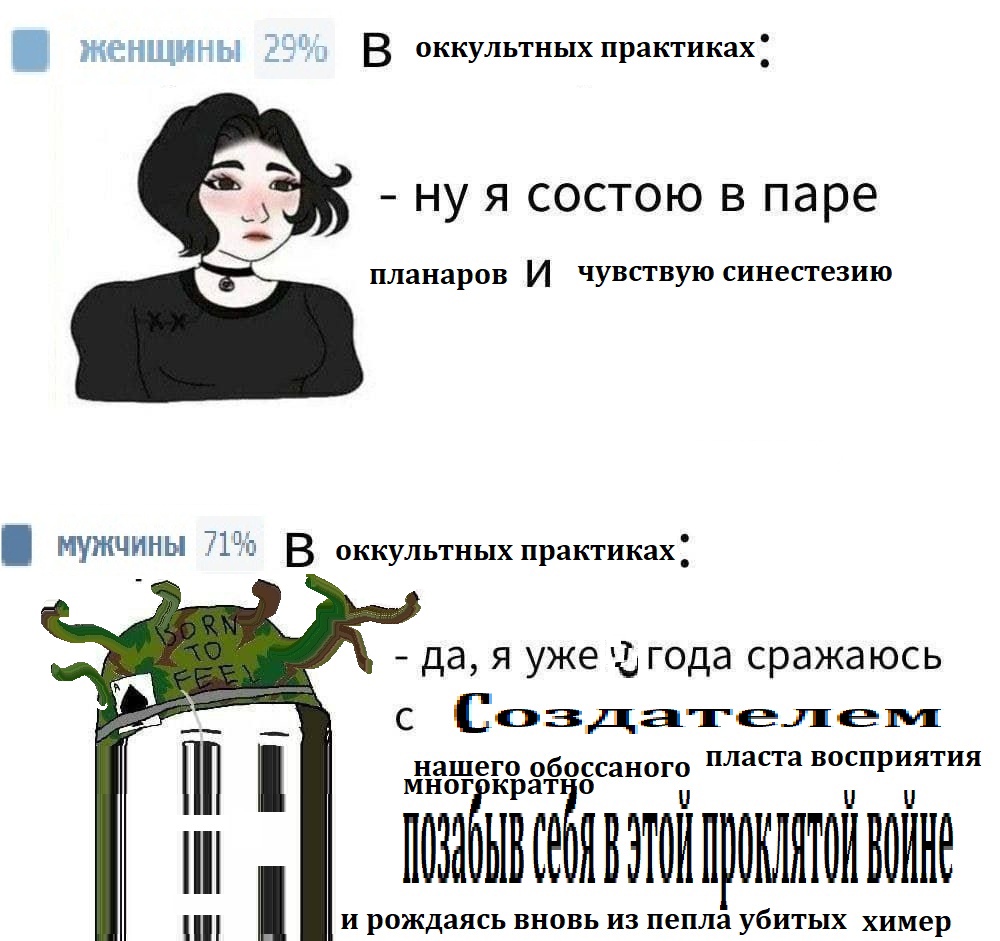 женщины 29% В оккультных практиках:
- ну я состою в паре
планаров и чувствую синестезию
мужчины 71% В оккультных практиках:
BORN
TO
FEEL
A
- да, я уже года сражаюсь
с Создателем
нашего обоссаного пласта восприятия
многократно
позабыв себя в этой проклятой войне
и рождаясь вновь из пепла убитых химер